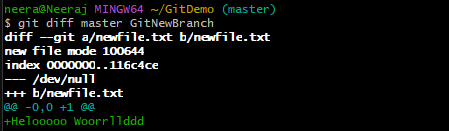 neera@Neeraj MINGW64 ~/GitDemo (master)
$ git diff master GitNewBranch
diff --git a/newfile.txt b/newfile.txt
new file mode 100644
index 0000000..116c4ce
--- /dev/null
+++ b/newfile.txt
@@ -0,0 +1 @@
+Helooooo Woorrllddd